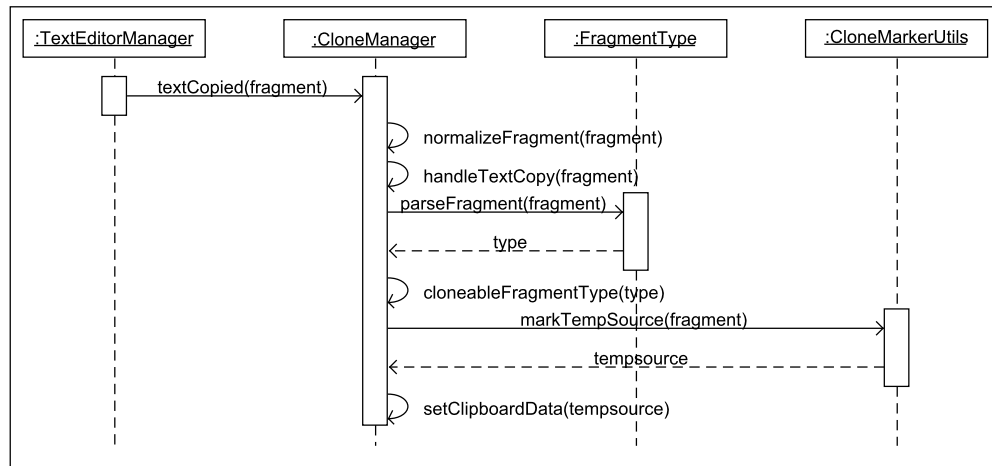 :TextEditorManager
:CloneManager
:FragmentType
:CloneMarkerUtils
textCopied(fragment)
normalizeFragment(fragment)
handleTextCopy(fragment)
parseFragment(fragment)
type
cloneableFragmentType(type)
markTempSource(fragment)
tempsource
setClipboardData(tempsource)